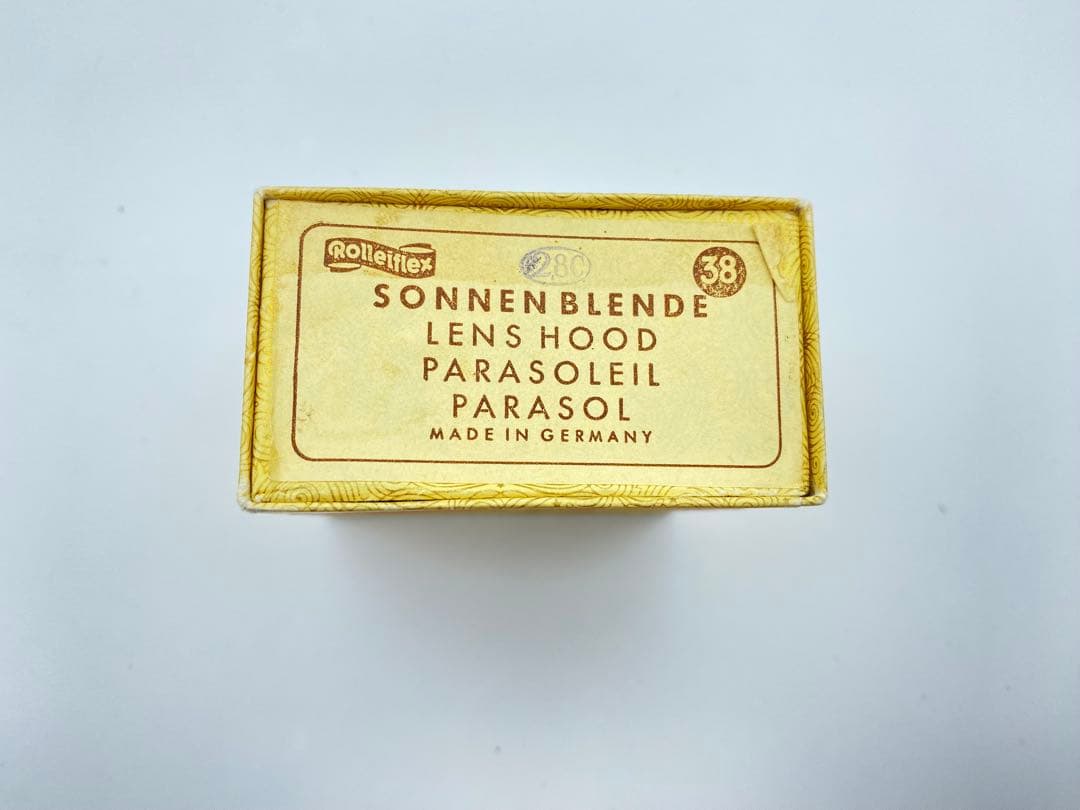 Rolleiflex
2,8C
38
SONNENBLENDE
LENS HOOD
PARASOLEIL
PARASOL
MADE IN GERMANY